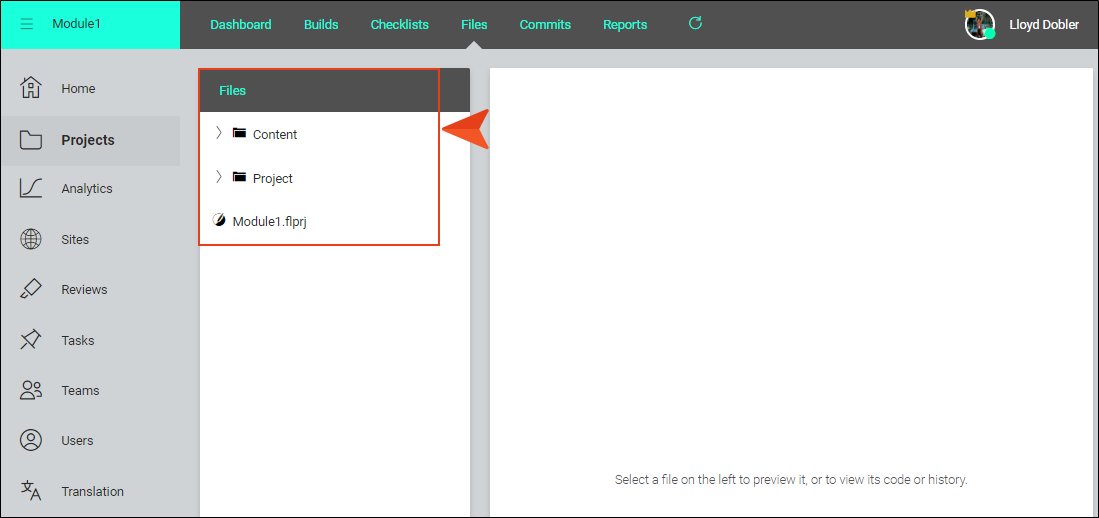 Module1
Dashboard Builds Checklists Files Commits Reports
Lloyd Dobler
Home
Projects
Analytics
Sites
Reviews
Tasks
Teams
Users
Translation
Files
Content
Project
Module1.flprj
Select a file on the left to preview it, or to view its code or history.